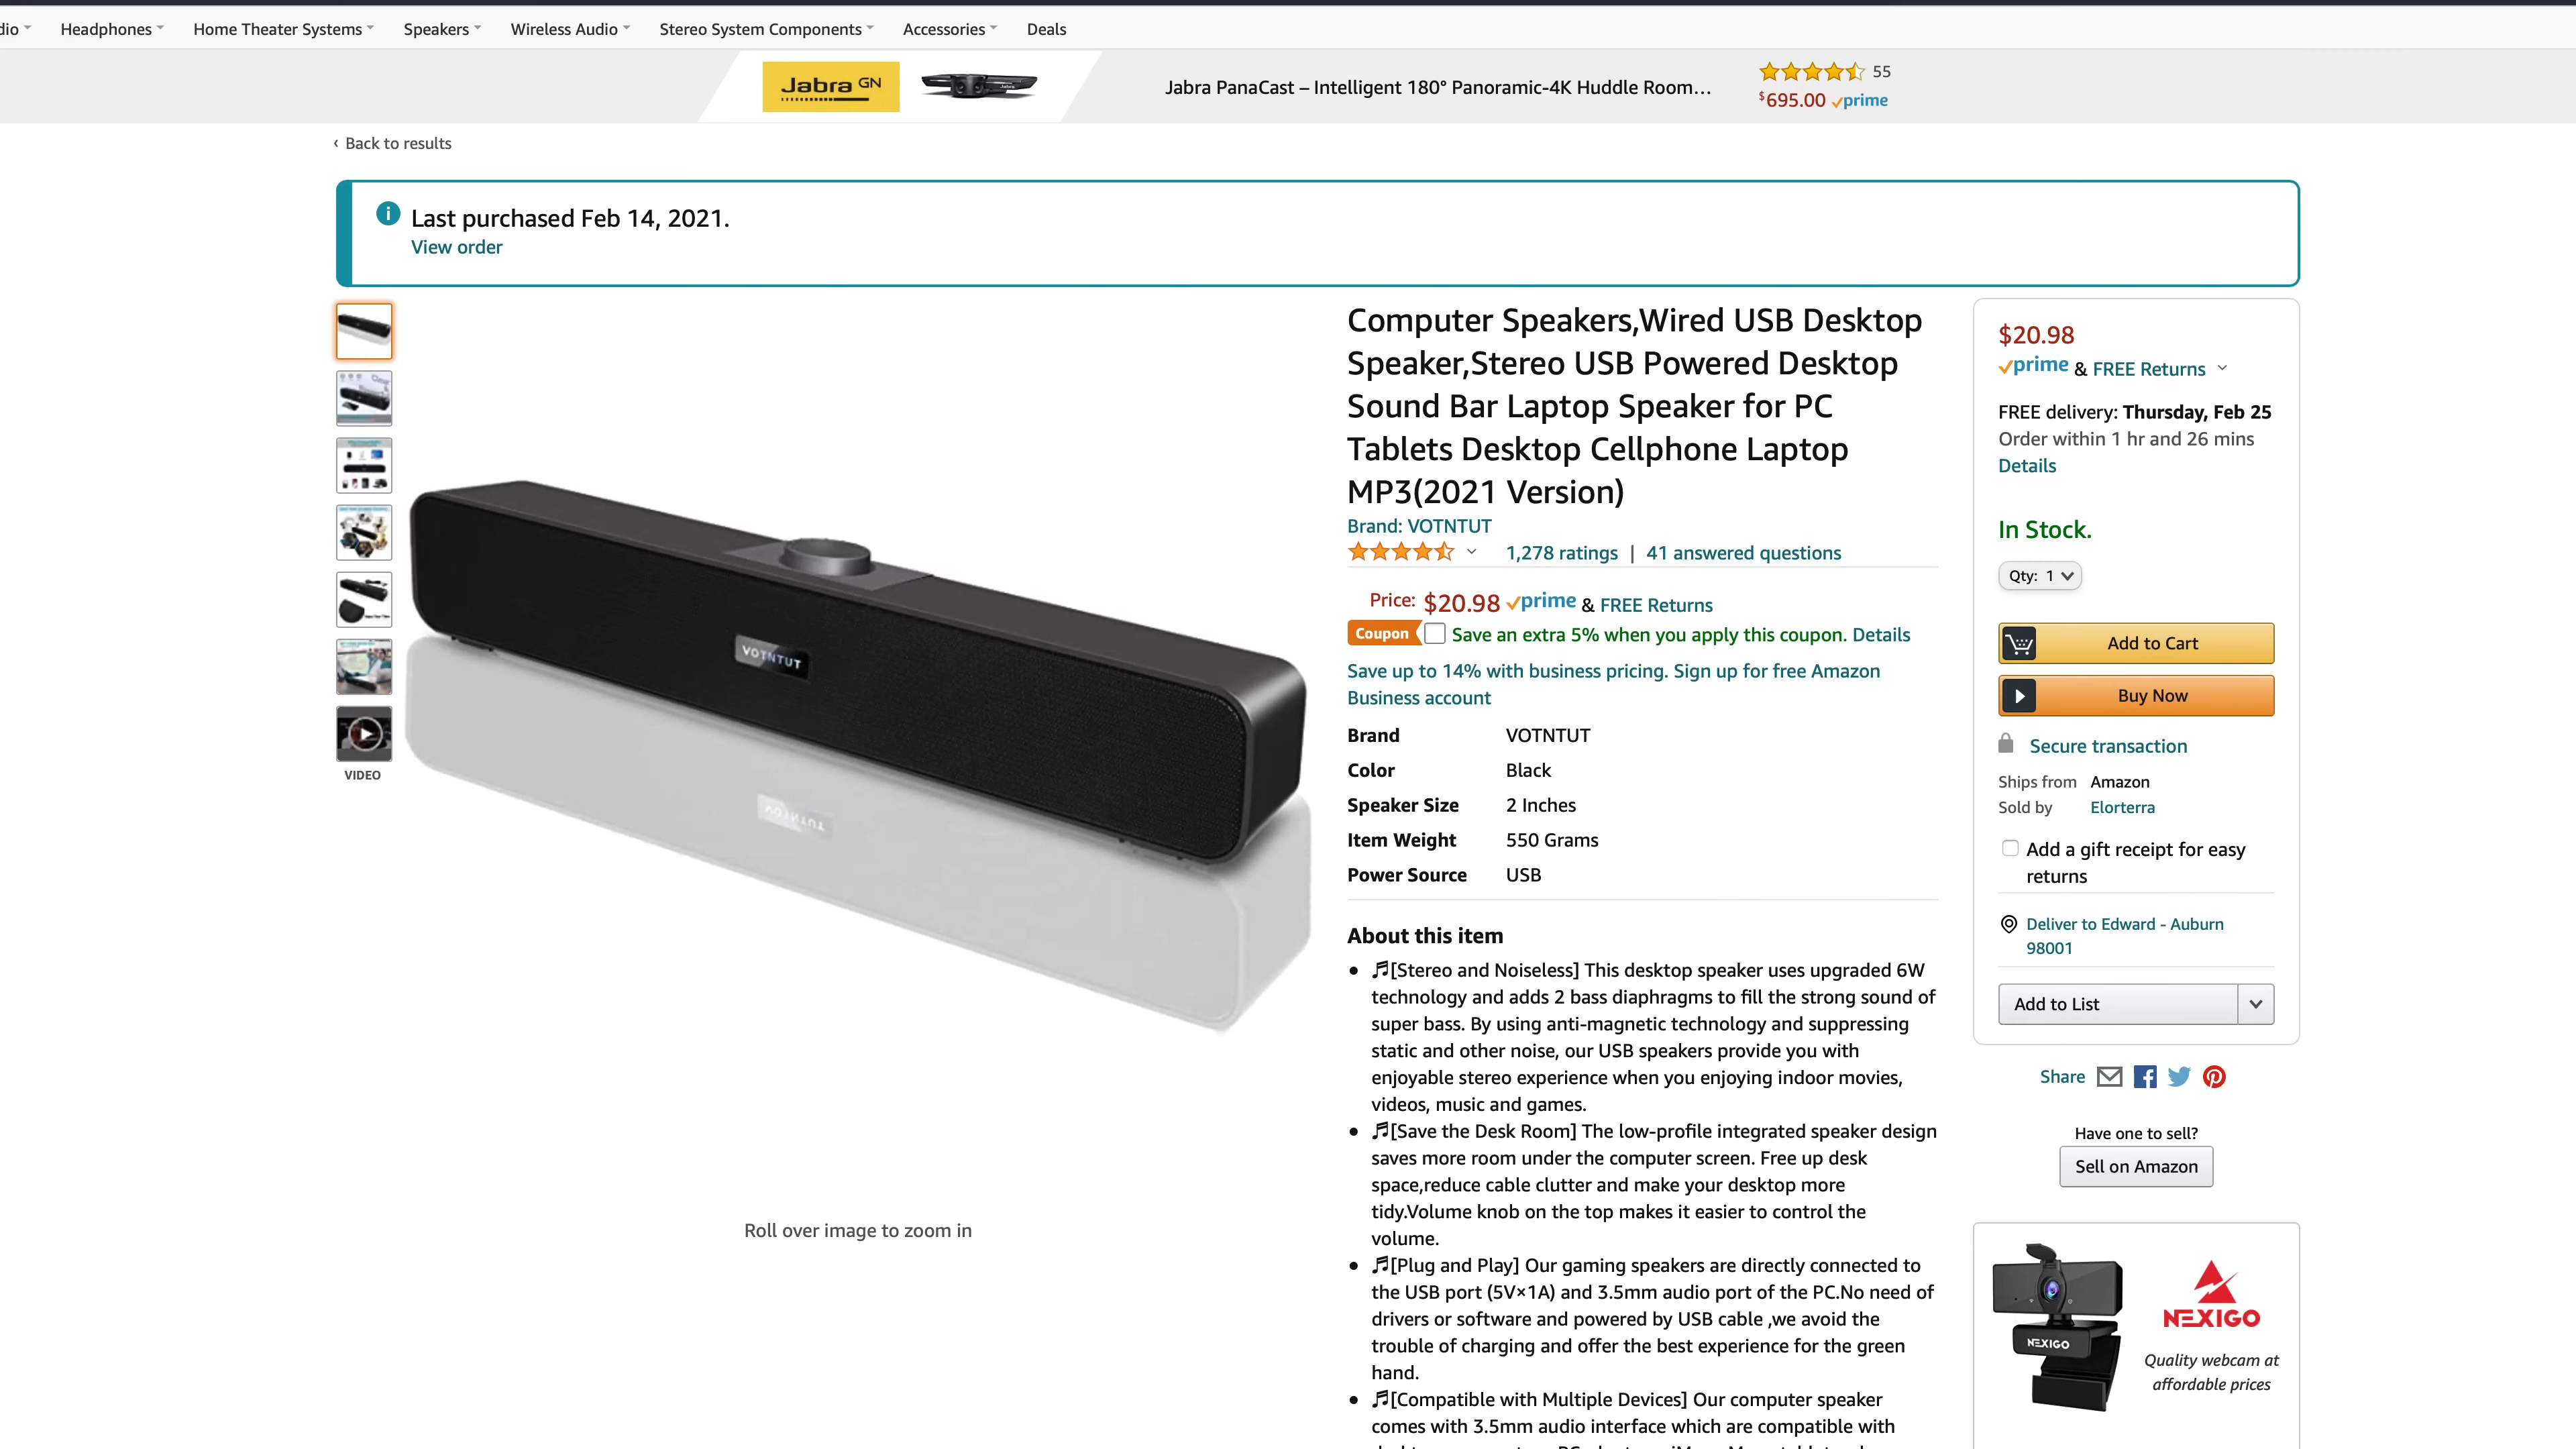 dio
Headphones
Home Theater Systems
Speakers
Wireless Audio
Stereo System Components
Accessories
Deals
Jabra GN
Jabra
Jabra PanaCast – Intelligent 180° Panoramic-4K Huddle Room…
55
$695.00 prime
‹ Back to results
Last purchased Feb 14, 2021.
View order
VIDEO
VOTNTUT
VOTNTUT
Roll over image to zoom in
Computer Speakers,Wired USB Desktop
Speaker,Stereo USB Powered Desktop
Sound Bar Laptop Speaker for PC
Tablets Desktop Cellphone Laptop
MP3(2021 Version)
Brand: VOTNTUT
1,278 ratings | 41 answered questions
Price: $20.98 prime & FREE Returns
Coupon Save an extra 5% when you apply this coupon. Details
Save up to 14% with business pricing. Sign up for free Amazon
Business account
Brand VOTNTUT
Color Black
Speaker Size 2 Inches
Item Weight 550 Grams
Power Source USB
About this item
• 🎵[Stereo and Noiseless] This desktop speaker uses upgraded 6W
technology and adds 2 bass diaphragms to fill the strong sound of
super bass. By using anti-magnetic technology and suppressing
static and other noise, our USB speakers provide you with
enjoyable stereo experience when you enjoying indoor movies,
videos, music and games.
• 🎵[Save the Desk Room] The low-profile integrated speaker design
saves more room under the computer screen. Free up desk
space,reduce cable clutter and make your desktop more
tidy.Volume knob on the top makes it easier to control the
volume.
• 🎵[Plug and Play] Our gaming speakers are directly connected to
the USB port (5V×1A) and 3.5mm audio port of the PC.No need of
drivers or software and powered by USB cable ,we avoid the
trouble of charging and offer the best experience for the green
hand.
• 🎵[Compatible with Multiple Devices] Our computer speaker
comes with 3.5mm audio interface which are compatible with
$20.98
prime & FREE Returns
FREE delivery: Thursday, Feb 25
Order within 1 hr and 26 mins
Details
In Stock.
Qty: 1
Add to Cart
Buy Now
Secure transaction
Ships from Amazon
Sold by Elorterra
Add a gift receipt for easy
returns
Deliver to Edward - Auburn
98001
Add to List
Share
Have one to sell?
Sell on Amazon
NEXIGO
NEXIGO
Quality webcam at
affordable prices